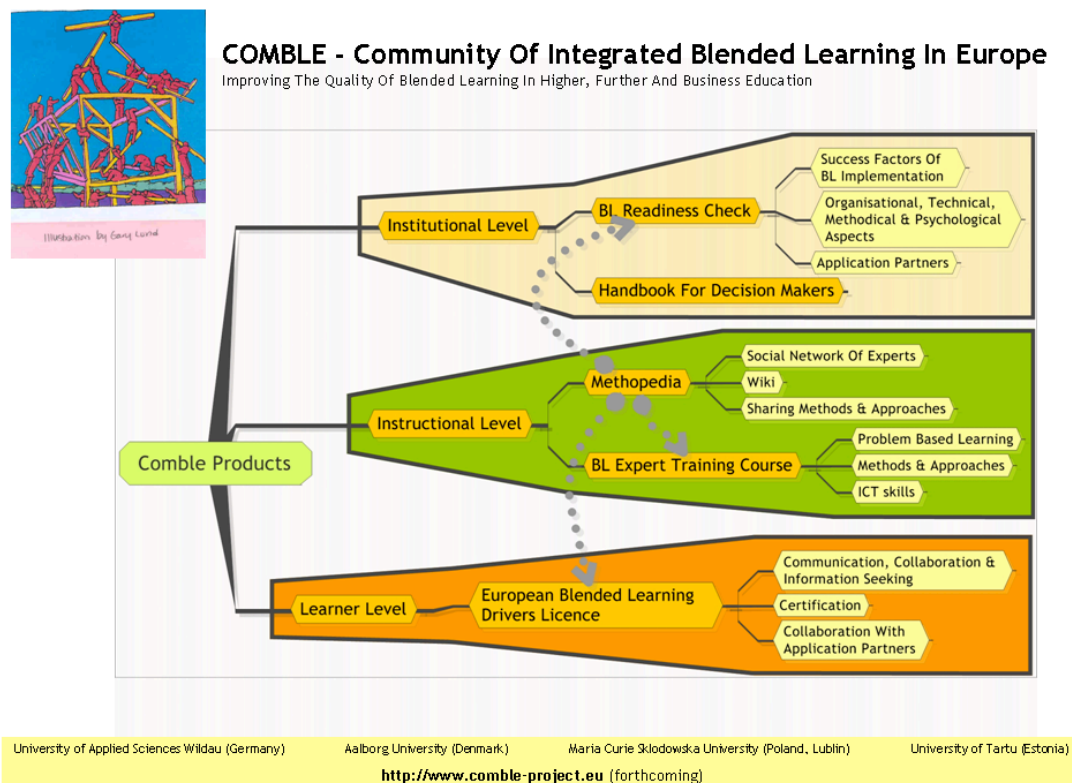 COMBLE - Community Of Integrated Blended Learning In Europe
Improving The Quality Of Blended Learning In Higher, Further And Business Education
Illustration by Gary Lund
Comble Products
Institutional Level
BL Readiness Check
Success Factors Of
BL Implementation
Organisational, Technical,
Methodical & Psychological
Aspects
Application Partners
Handbook For Decision Makers
Instructional Level
Methopedia
Social Network Of Experts
Wiki
Sharing Methods & Approaches
BL Expert Training Course
Problem Based Learning
Methods & Approaches
ICT skills
Learner Level
European Blended Learning
Drivers Licence
Communication, Collaboration &
Information Seeking
Certification
Collaboration With
Application Partners
University of Applied Sciences Wildau (Germany)
Aalborg University (Denmark)
Maria Curie Sklodowska University (Poland, Lublin)
University of Tartu (Estonia)
http://www.comble-project.eu (forthcoming)